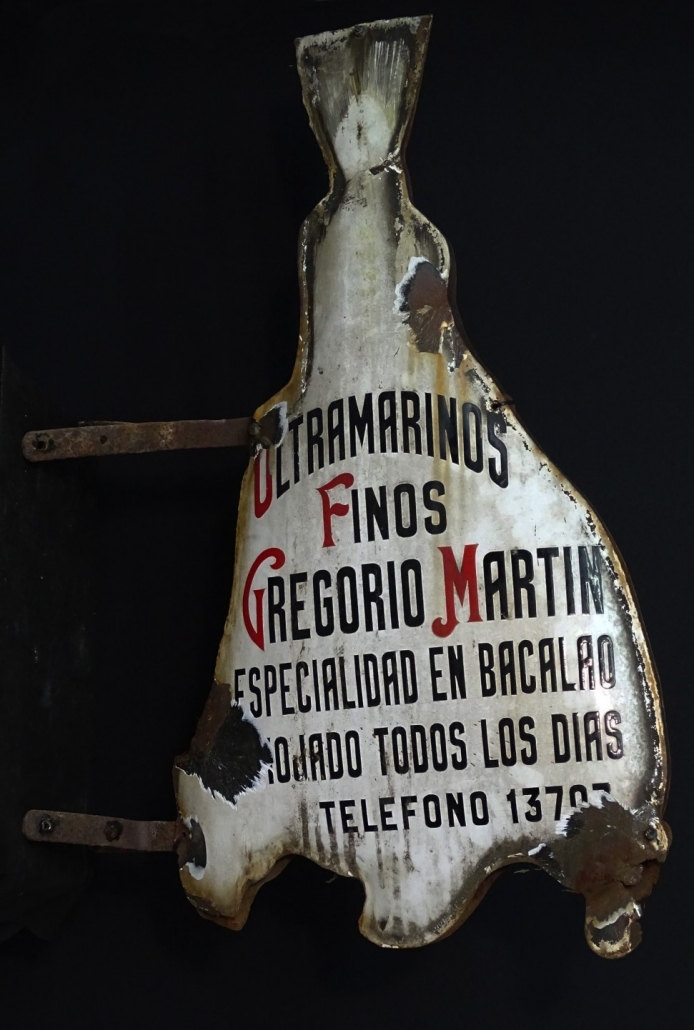 ULTRAMARINOS
FINOS
GREGORIO MARTIN
ESPECIALIDAD EN BACALAO
TODOS LOS DIAS
TELEFONO